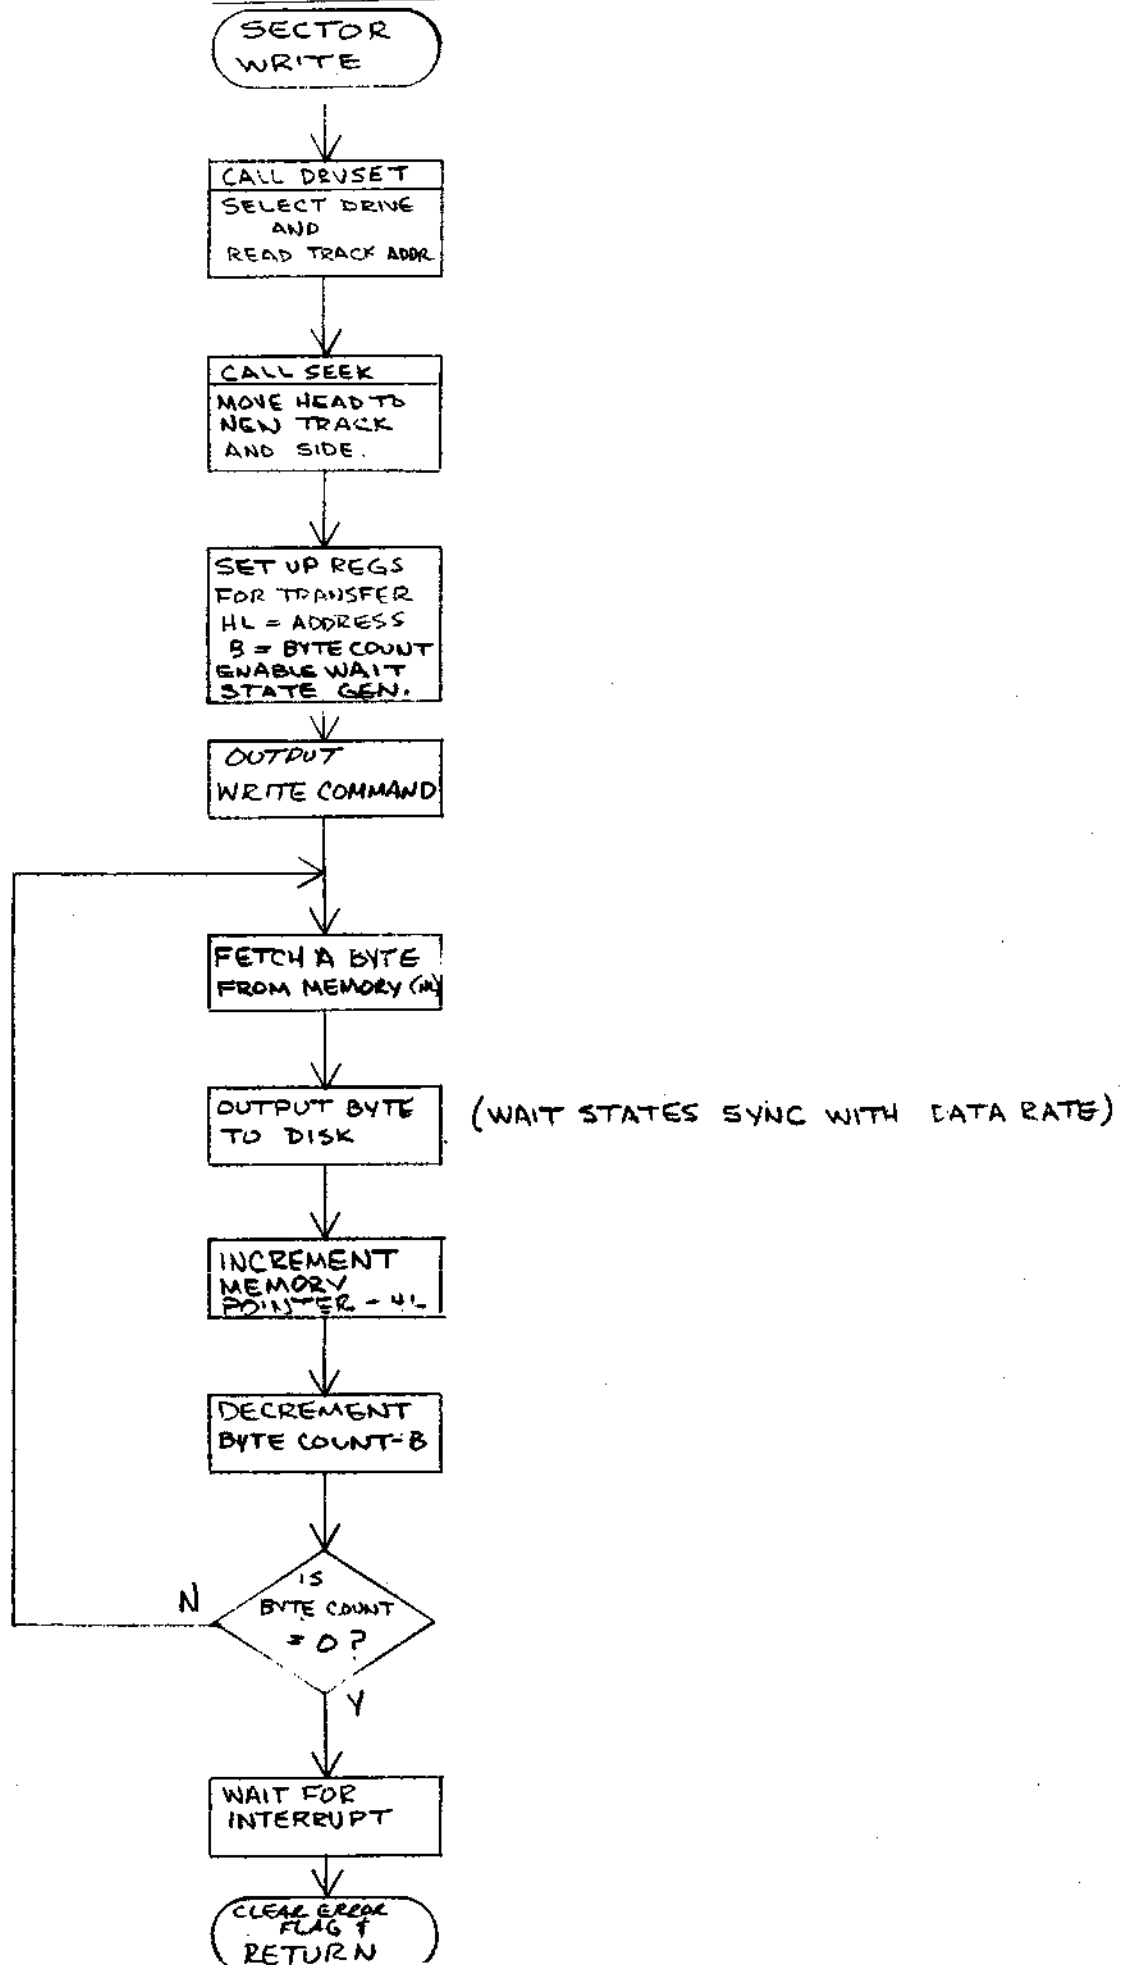 SECTOR
WRITE
CALL DRVSET
SELECT DRIVE
AND
READ TRACK ADDR
CALL SEEK
MOVE HEAD TO
NEW TRACK
AND SIDE.
SET UP REGS
FOR TRANSFER
HL = ADDRESS
B = BYTE COUNT
ENABLE WAIT
STATE GEN.
OUTPUT
WRITE COMMAND
FETCH A BYTE
FROM MEMORY (HL)
OUTPUT BYTE
TO DISK
(WAIT STATES SYNC WITH DATA RATE)
INCREMENT
MEMORY
POINTER - HL
DECREMENT
BYTE COUNT-B
IS
BYTE COUNT
= 0 ?
N
Y
WAIT FOR
INTERRUPT
CLEAR ERROR
FLAG &
RETURN